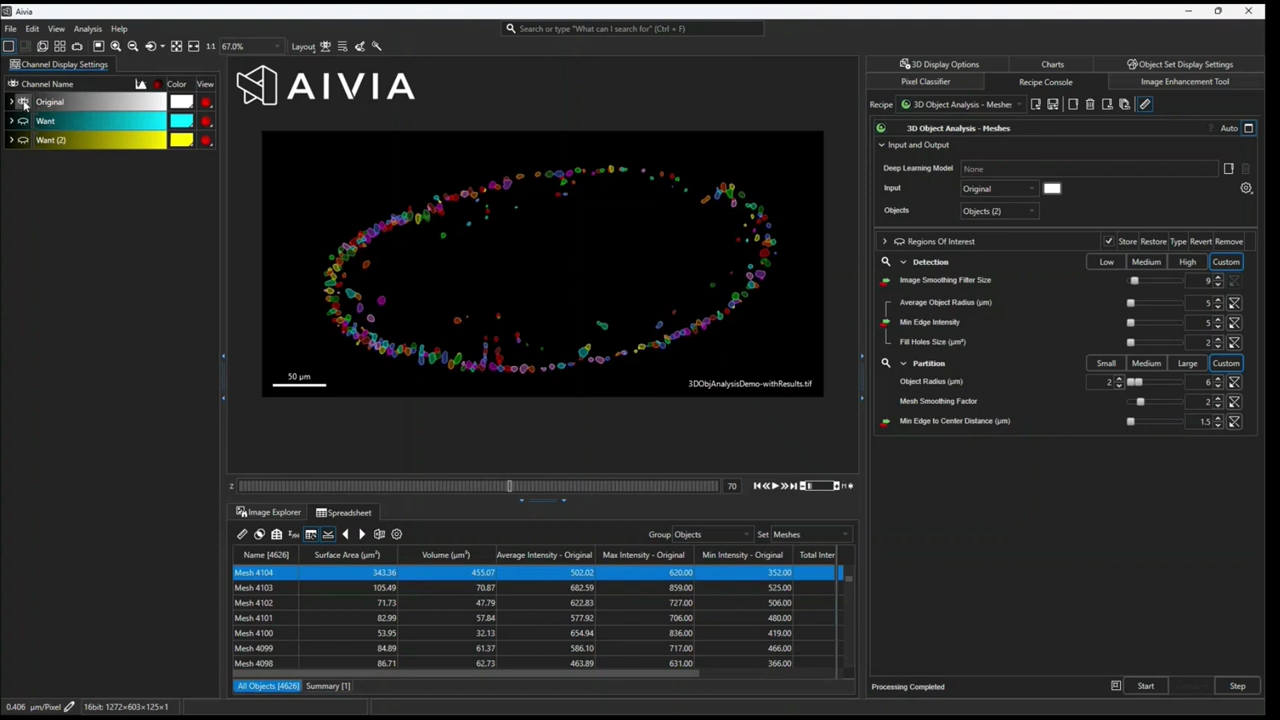 Aivia
File Edit View Analysis Help
Search or type "What can I search for" (Ctrl + F)
1:1 67.0% Layout
Channel Display Settings
Channel Name Color View
Original
Want
Want (2)
AIVIA
50 µm
3DObjAnalysisDemo-withResults.tif
Z 70
Image Explorer Spreadsheet
Group Objects Set Meshes
Name [4626] Surface Area (µm²) Volume (µm³) Average Intensity - Original Max Intensity - Original Min Intensity - Original Total Inter
Mesh 4104 343.36 455.07 502.02 620.00 352.00
Mesh 4103 105.49 70.87 682.59 859.00 525.00
Mesh 4102 71.73 47.79 622.83 727.00 506.00
Mesh 4101 82.99 57.84 577.92 706.00 480.00
Mesh 4100 53.95 32.13 654.94 836.00 419.00
Mesh 4099 84.89 61.37 586.10 717.00 466.00
Mesh 4098 86.71 62.73 463.89 631.00 366.00
All Objects [4626] Summary [1]
3D Display Options Charts Object Set Display Settings
Pixel Classifier Recipe Console Image Enhancement Tool
Recipe 3D Object Analysis - Meshes
3D Object Analysis - Meshes ? Auto
Input and Output
Deep Learning Model None
Input Original
Objects Objects (2)
Regions Of Interest Store Restore Type Revert Remove
Detection Low Medium High Custom
Image Smoothing Filter Size 9
Average Object Radius (µm) 5
Min Edge Intensity 5
Fill Holes Size (µm²) 2
Partition Small Medium Large Custom
Object Radius (µm) 2 6
Mesh Smoothing Factor 2
Min Edge to Center Distance (µm) 1.5
Processing Completed Start Step
0.406 µm/Pixel 16bit: 1272×603×125×1